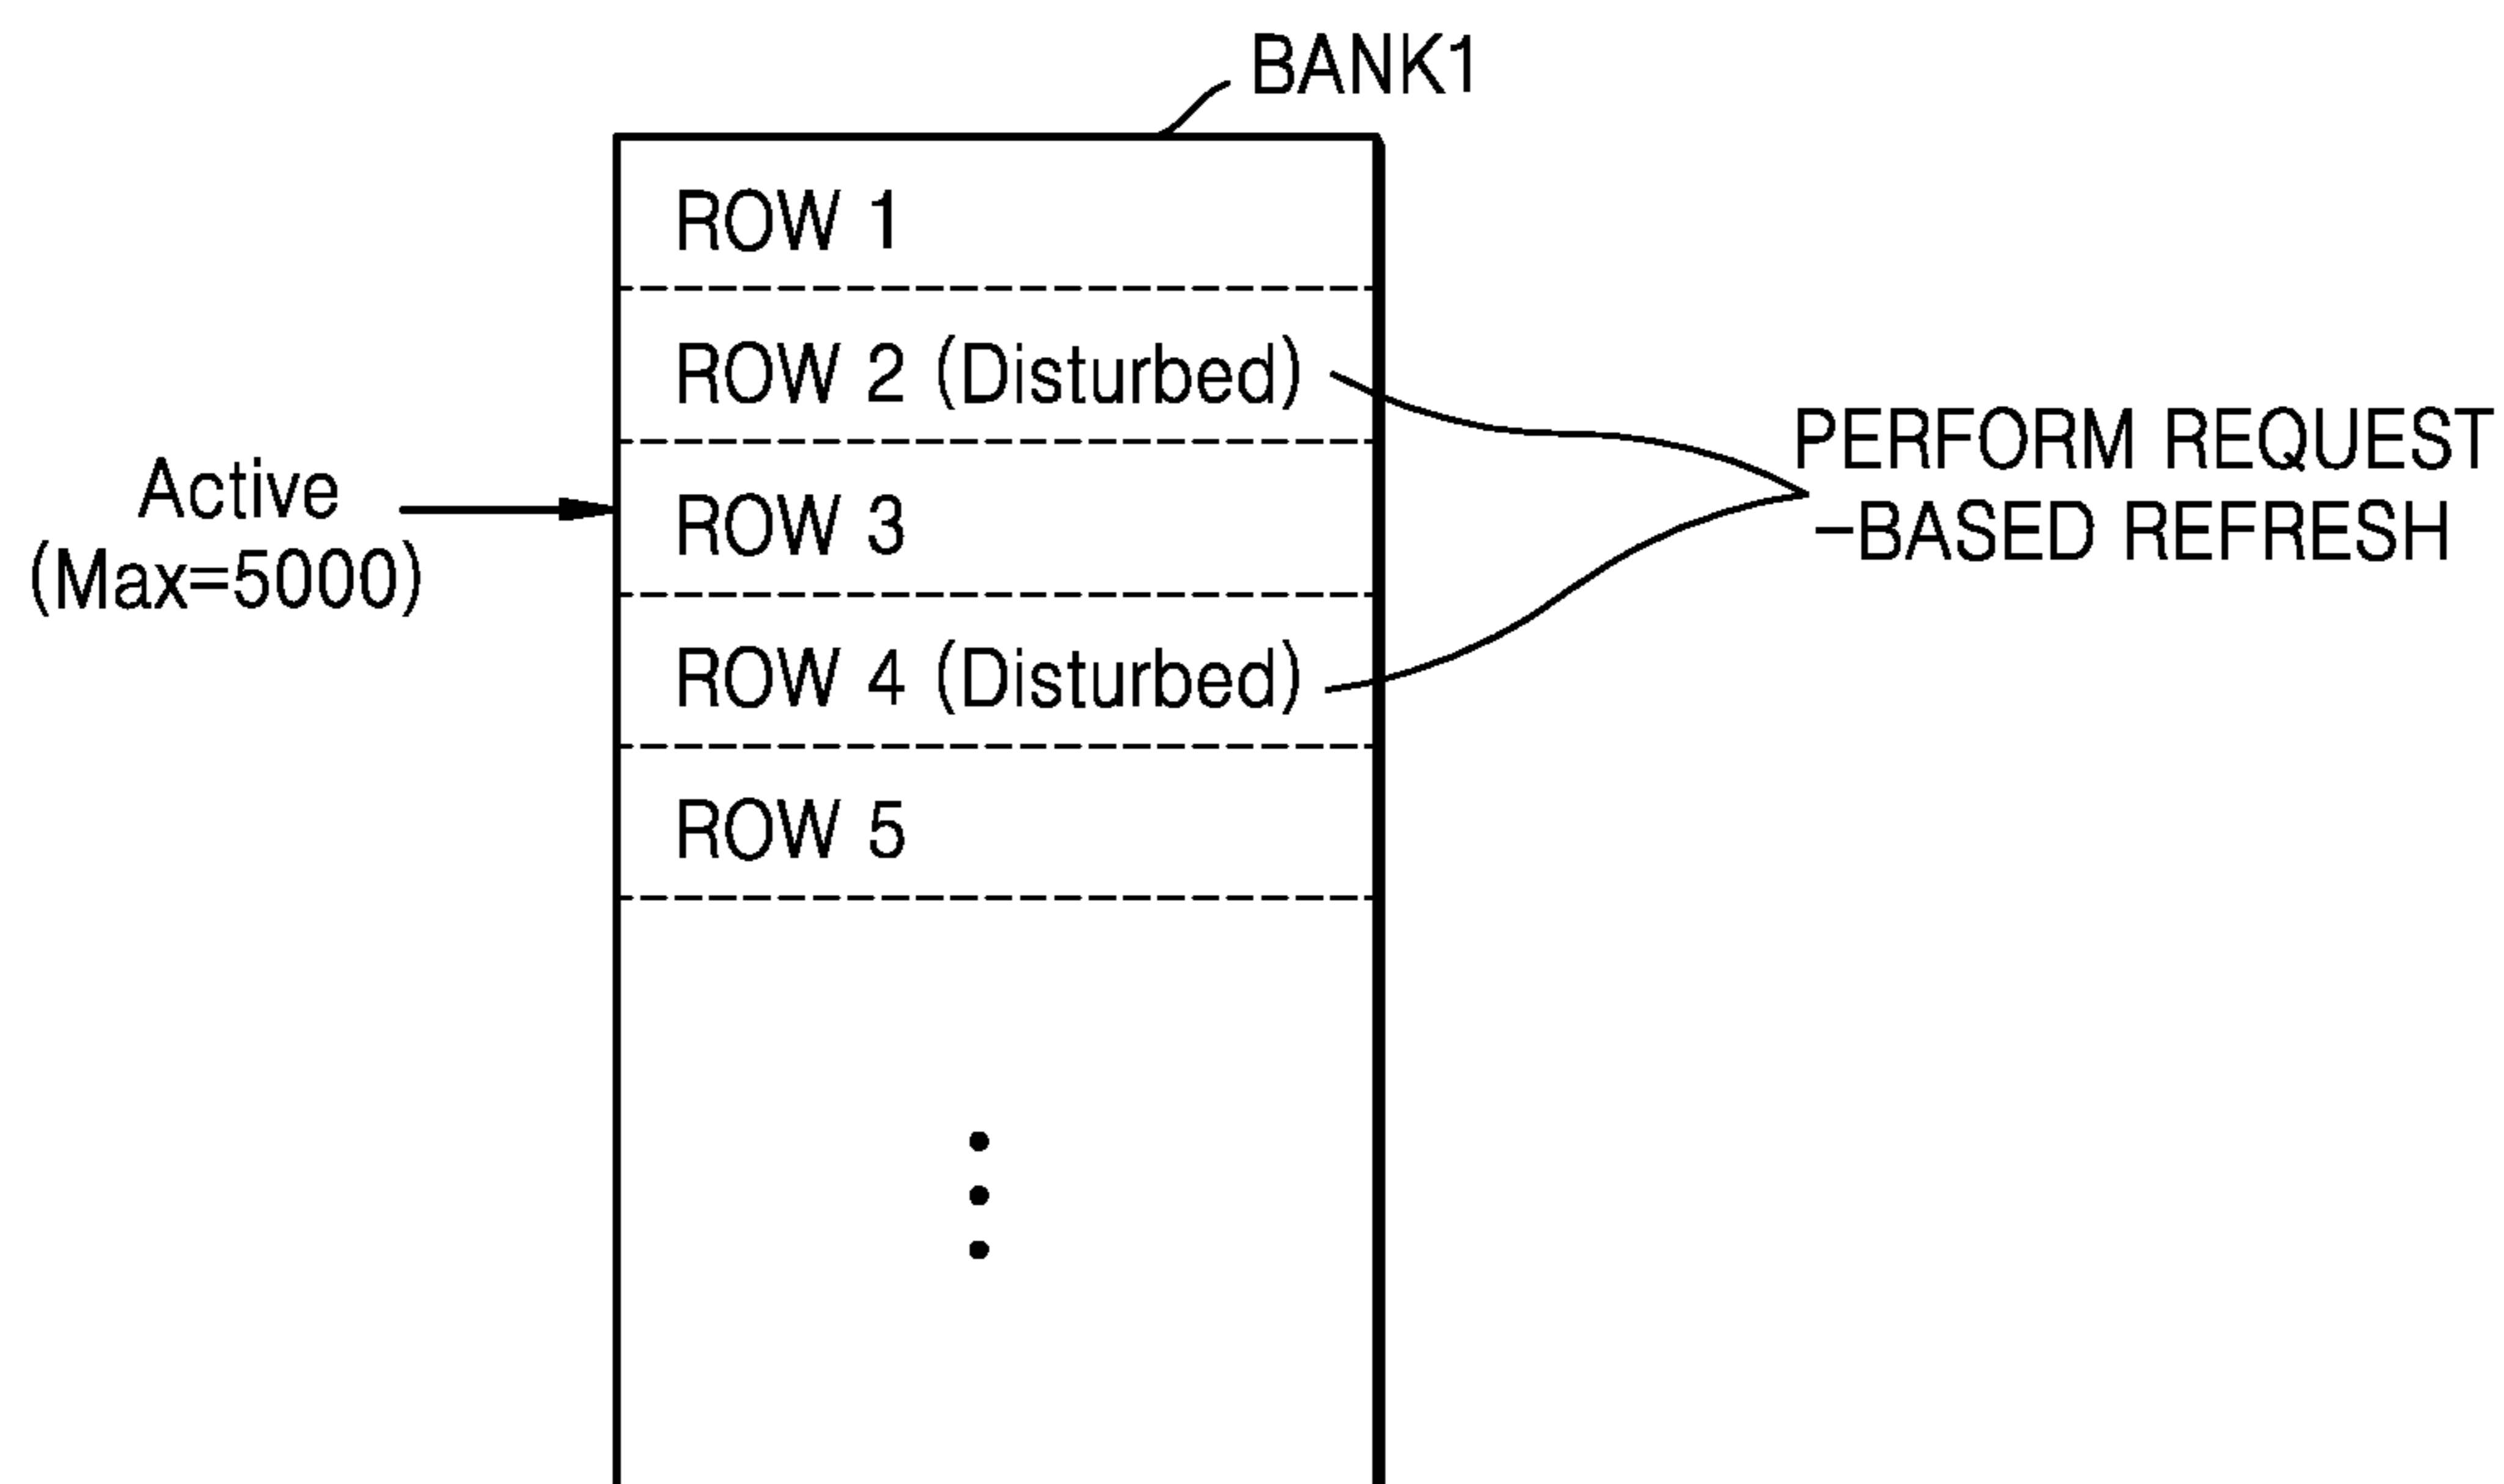 BANK1
ROW 1
ROW 2 (Disturbed)
Active
(Max=5000)
ROW 3
PERFORM REQUEST
-BASED REFRESH
ROW 4 (Disturbed)
ROW 5